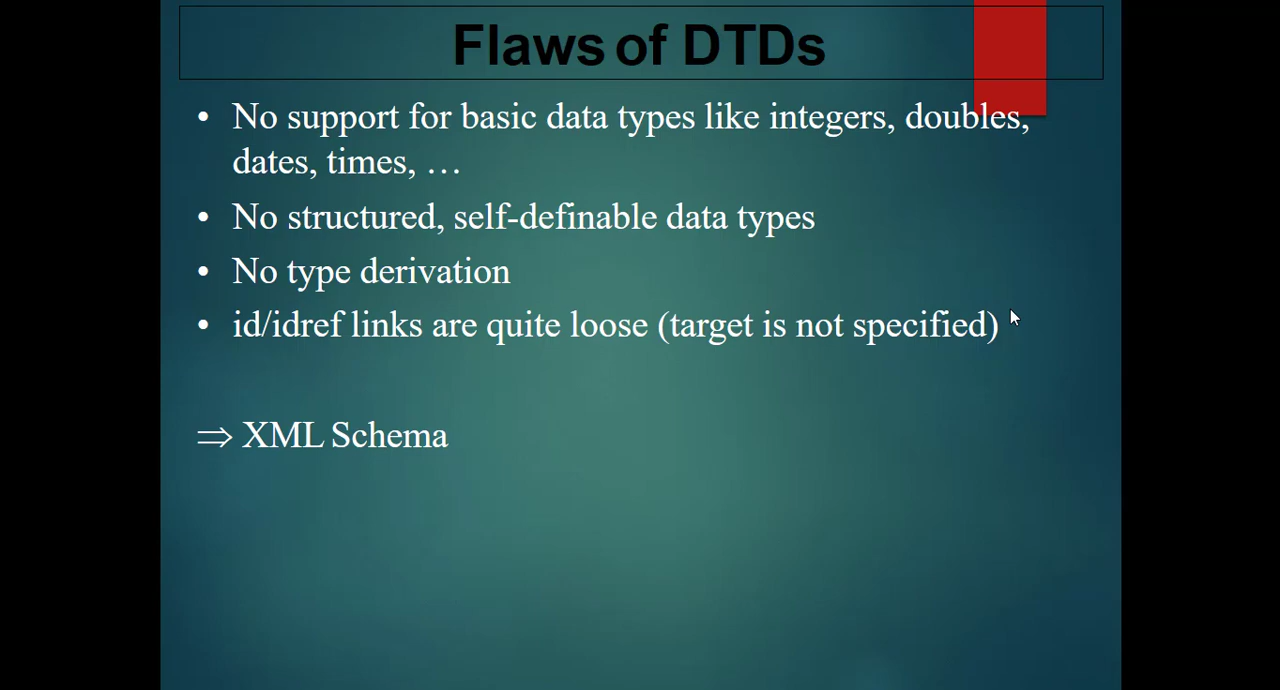 Flaws of DTDs
• No support for basic data types like integers, doubles,
dates, times, …
• No structured, self-definable data types
• No type derivation
• id/idref links are quite loose (target is not specified)
⇒ XML Schema